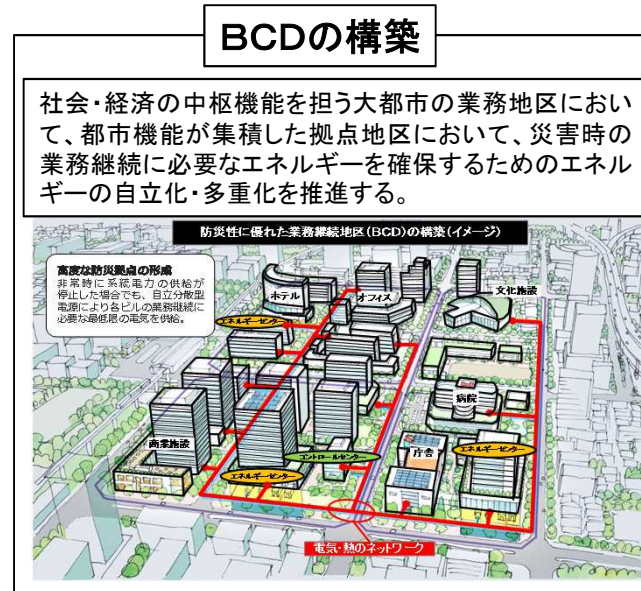 BCDの構築
社会・経済の中枢機能を担う大都市の業務地区におい
て、都市機能が集積した拠点地区において、災害時の
業務継続に必要なエネルギーを確保するためのエネル
ギーの自立化・多重化を推進する。
防災性に優れた業務継続地区(BCD)の構築(イメージ)
高度な防災拠点の形成
非常時に系統電力の供給が
停止した場合でも、自立分散型
電源により各ビルの業務継続に
必要な最低限の電気を供給。
ホテル
オフィス
文化施設
エネルギーセンター
病院
商業施設
コントロールセンター
庁舎
エネルギーセンター
エネルギーセンター
電気・熱のネットワーク